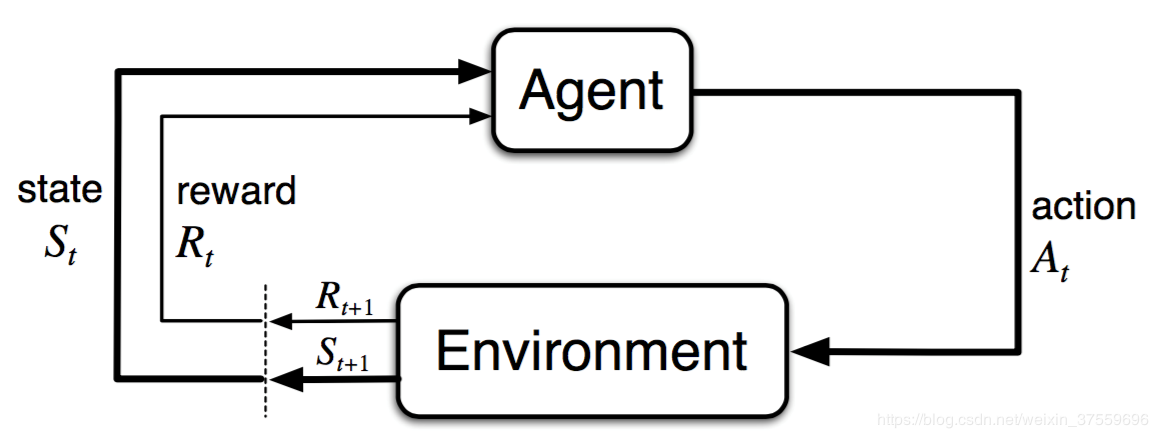 Agent
state
S_t
reward
R_t
action
A_t
R_{t+1}
S_{t+1}
Environment
https://blog.csdn.net/weixin_37559696